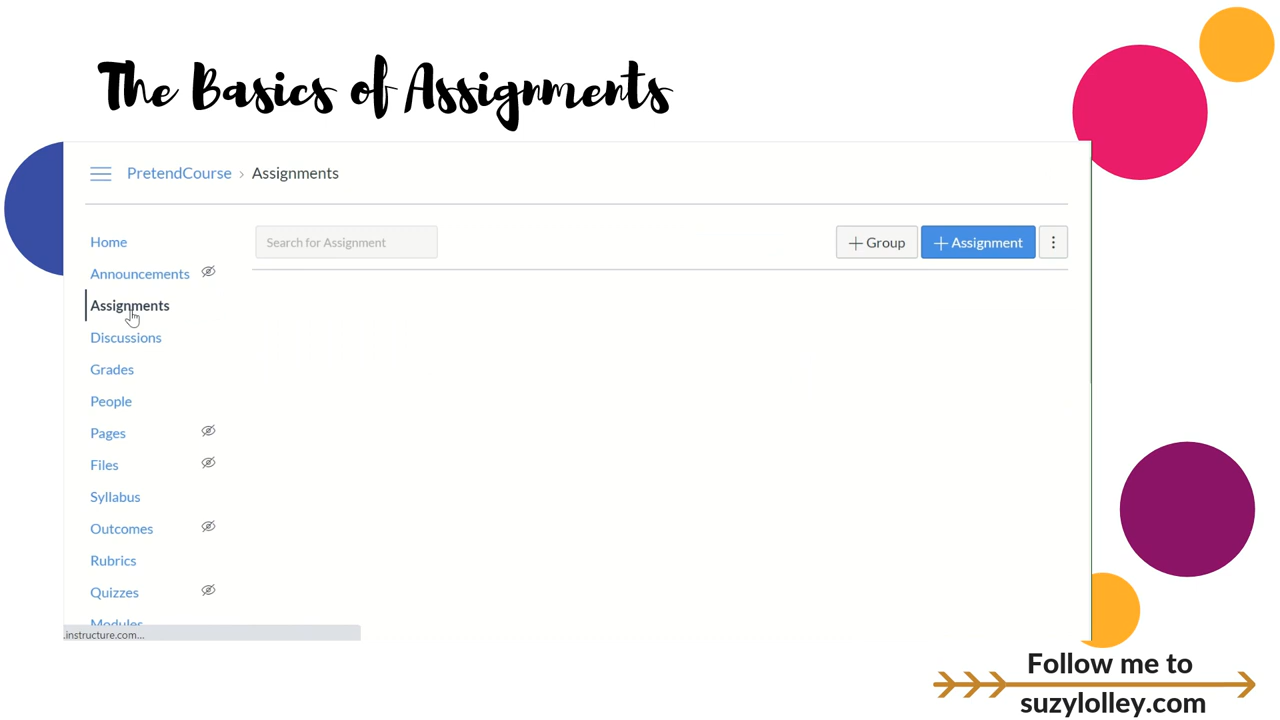 The Basics of Assignments
PretendCourse › Assignments
Search for Assignment
+ Group
+ Assignment
Home
Announcements
Assignments
Discussions
Grades
People
Pages
Files
Syllabus
Outcomes
Rubrics
Quizzes
Modules
.instructure.com...
Follow me to
suzylolley.com